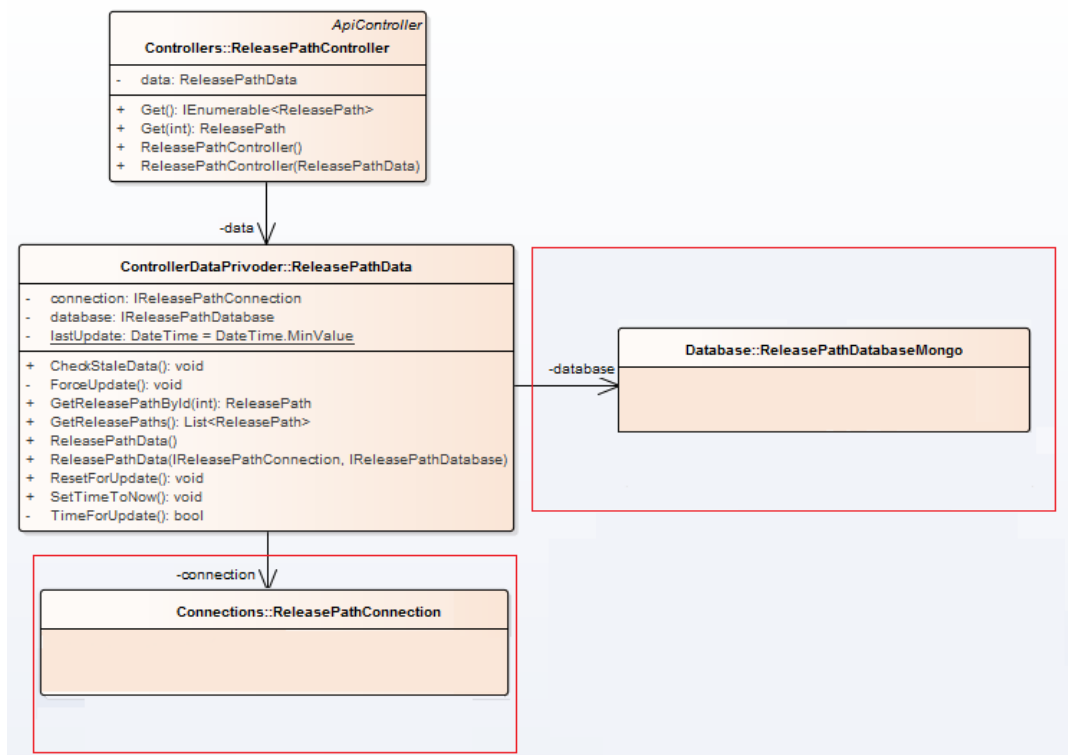 ApiController
Controllers::ReleasePathController
- data: ReleasePathData
+ Get(): IEnumerable<ReleasePath>
+ Get(int): ReleasePath
+ ReleasePathController()
+ ReleasePathController(ReleasePathData)
-data
ControllerDataPrivoder::ReleasePathData
- connection: IReleasePathConnection
- database: IReleasePathDatabase
- lastUpdate: DateTime = DateTime.MinValue
+ CheckStaleData(): void
- ForceUpdate(): void
+ GetReleasePathById(int): ReleasePath
+ GetReleasePaths(): List<ReleasePath>
+ ReleasePathData()
+ ReleasePathData(IReleasePathConnection, IReleasePathDatabase)
+ ResetForUpdate(): void
+ SetTimeToNow(): void
- TimeForUpdate(): bool
-database
Database::ReleasePathDatabaseMongo
-connection
Connections::ReleasePathConnection